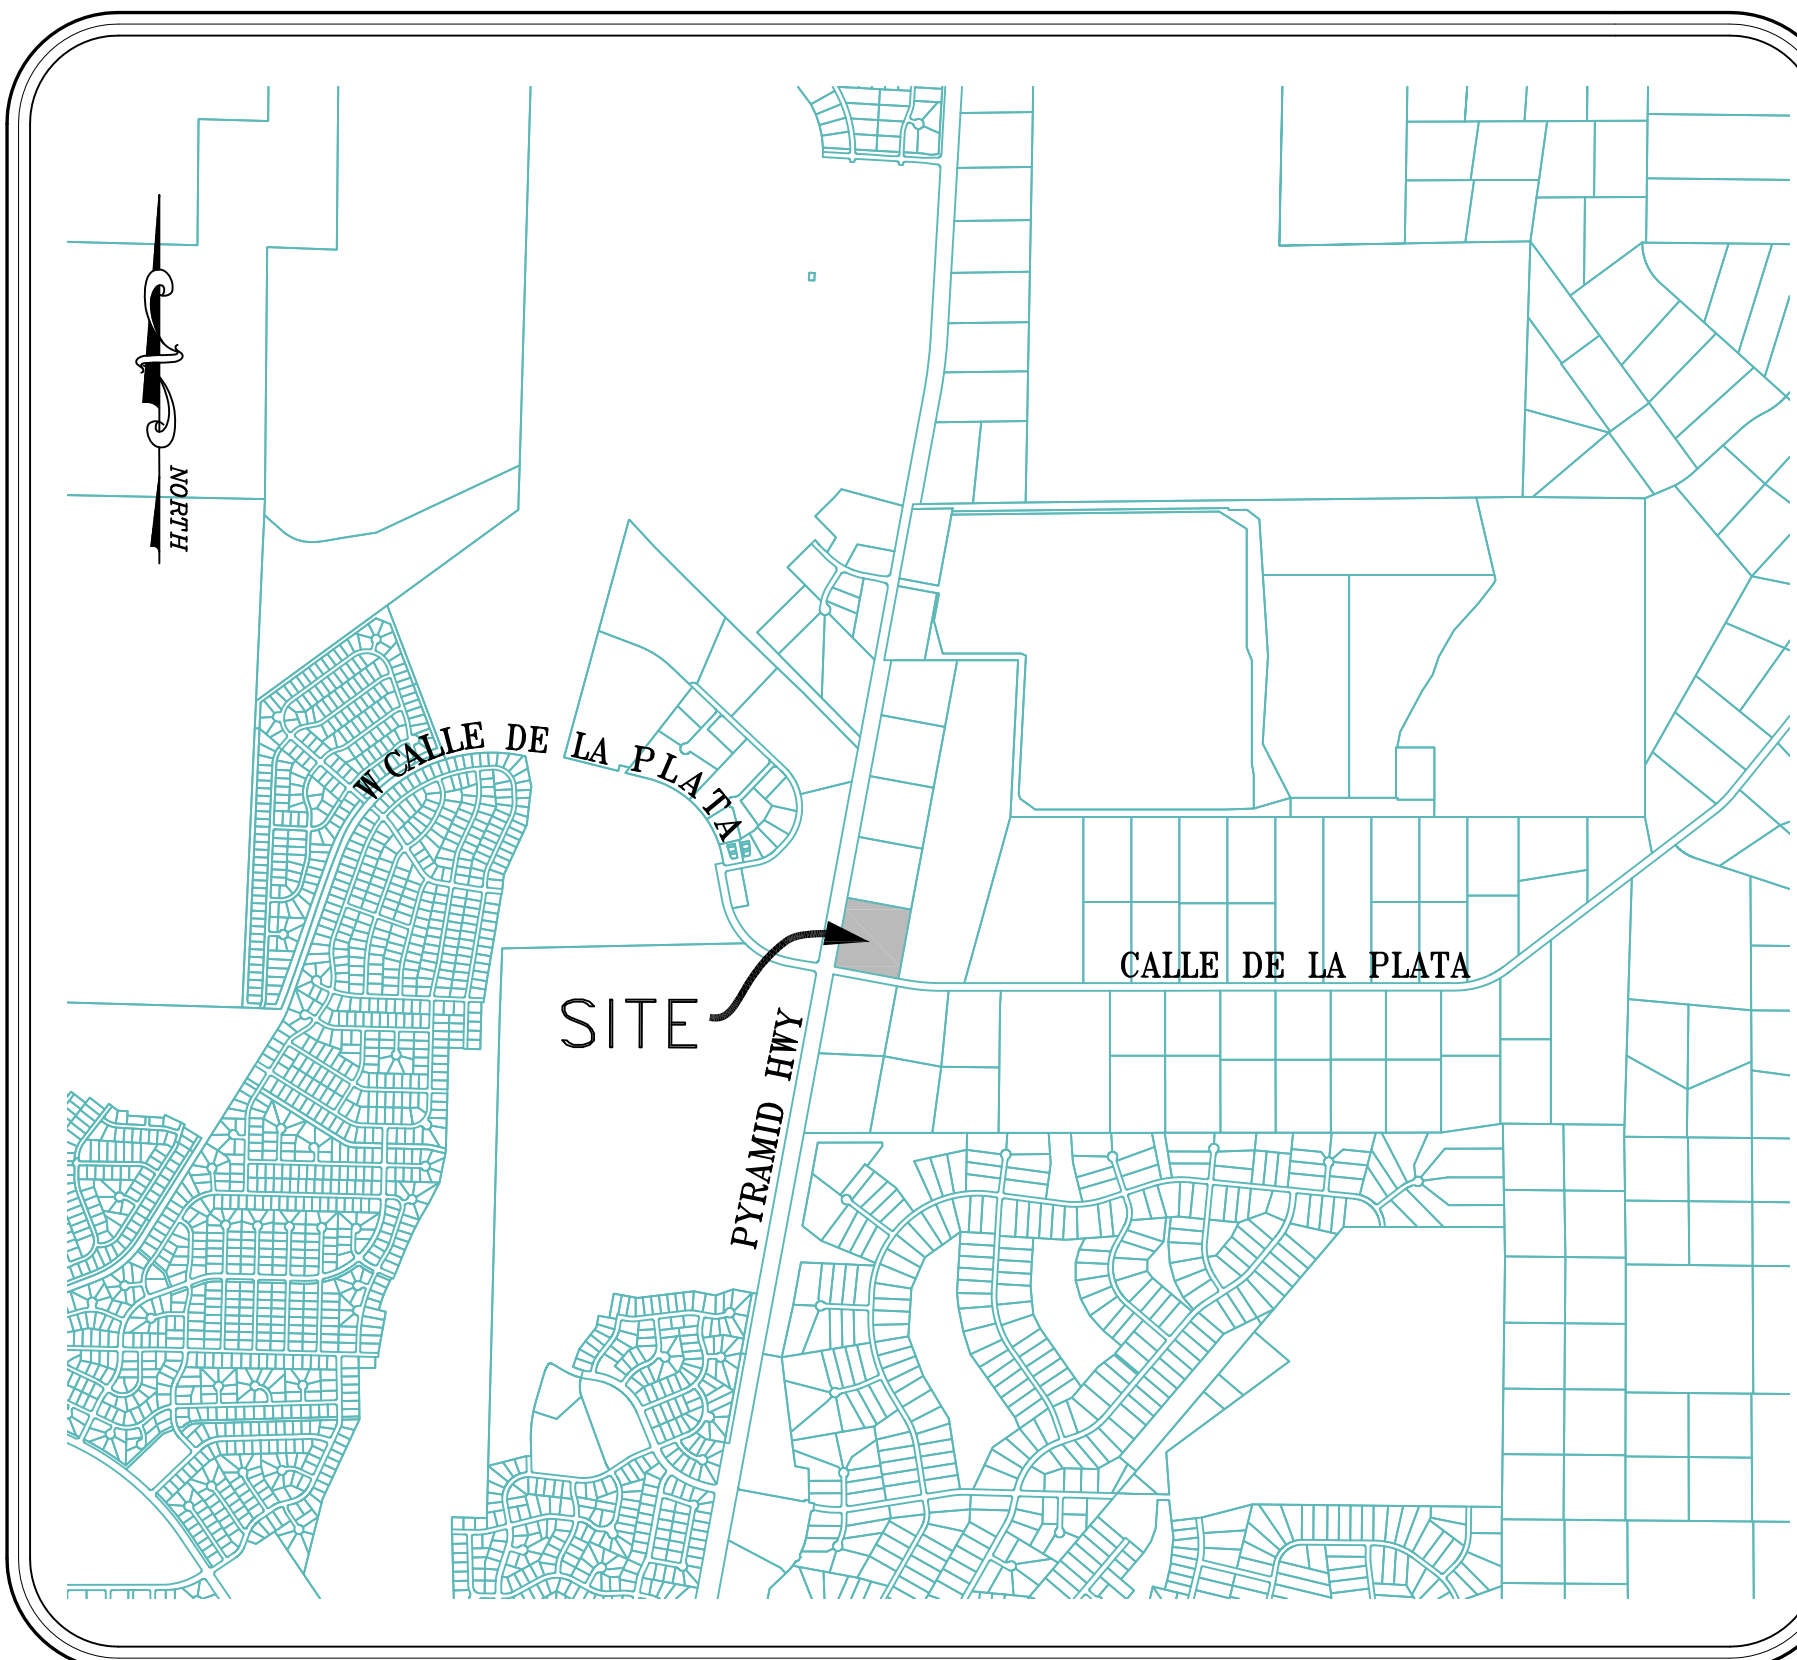 NORTH
W CALLE DE LA PLATA
CALLE DE LA PLATA
SITE
PYRAMID HWY